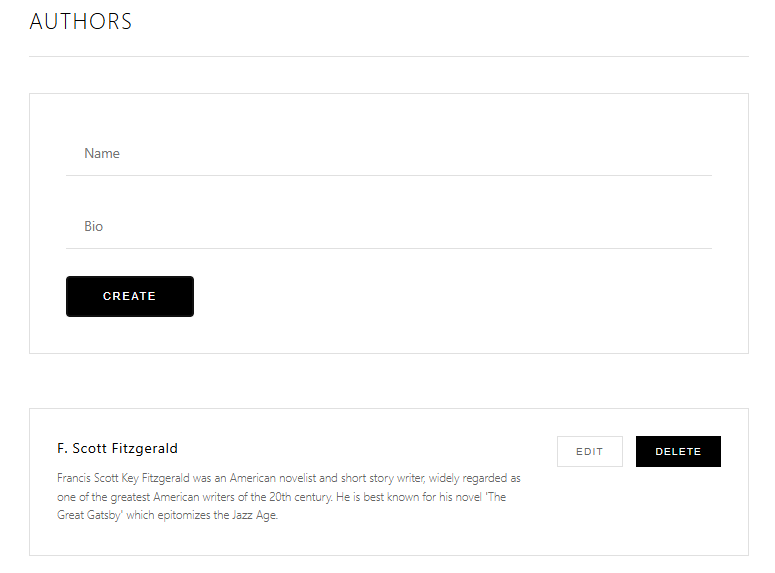 AUTHORS
Name
Bio
CREATE
F. Scott Fitzgerald
EDIT
DELETE
Francis Scott Key Fitzgerald was an American novelist and short story writer, widely regarded as
one of the greatest American writers of the 20th century. He is best known for his novel 'The
Great Gatsby' which epitomizes the Jazz Age.